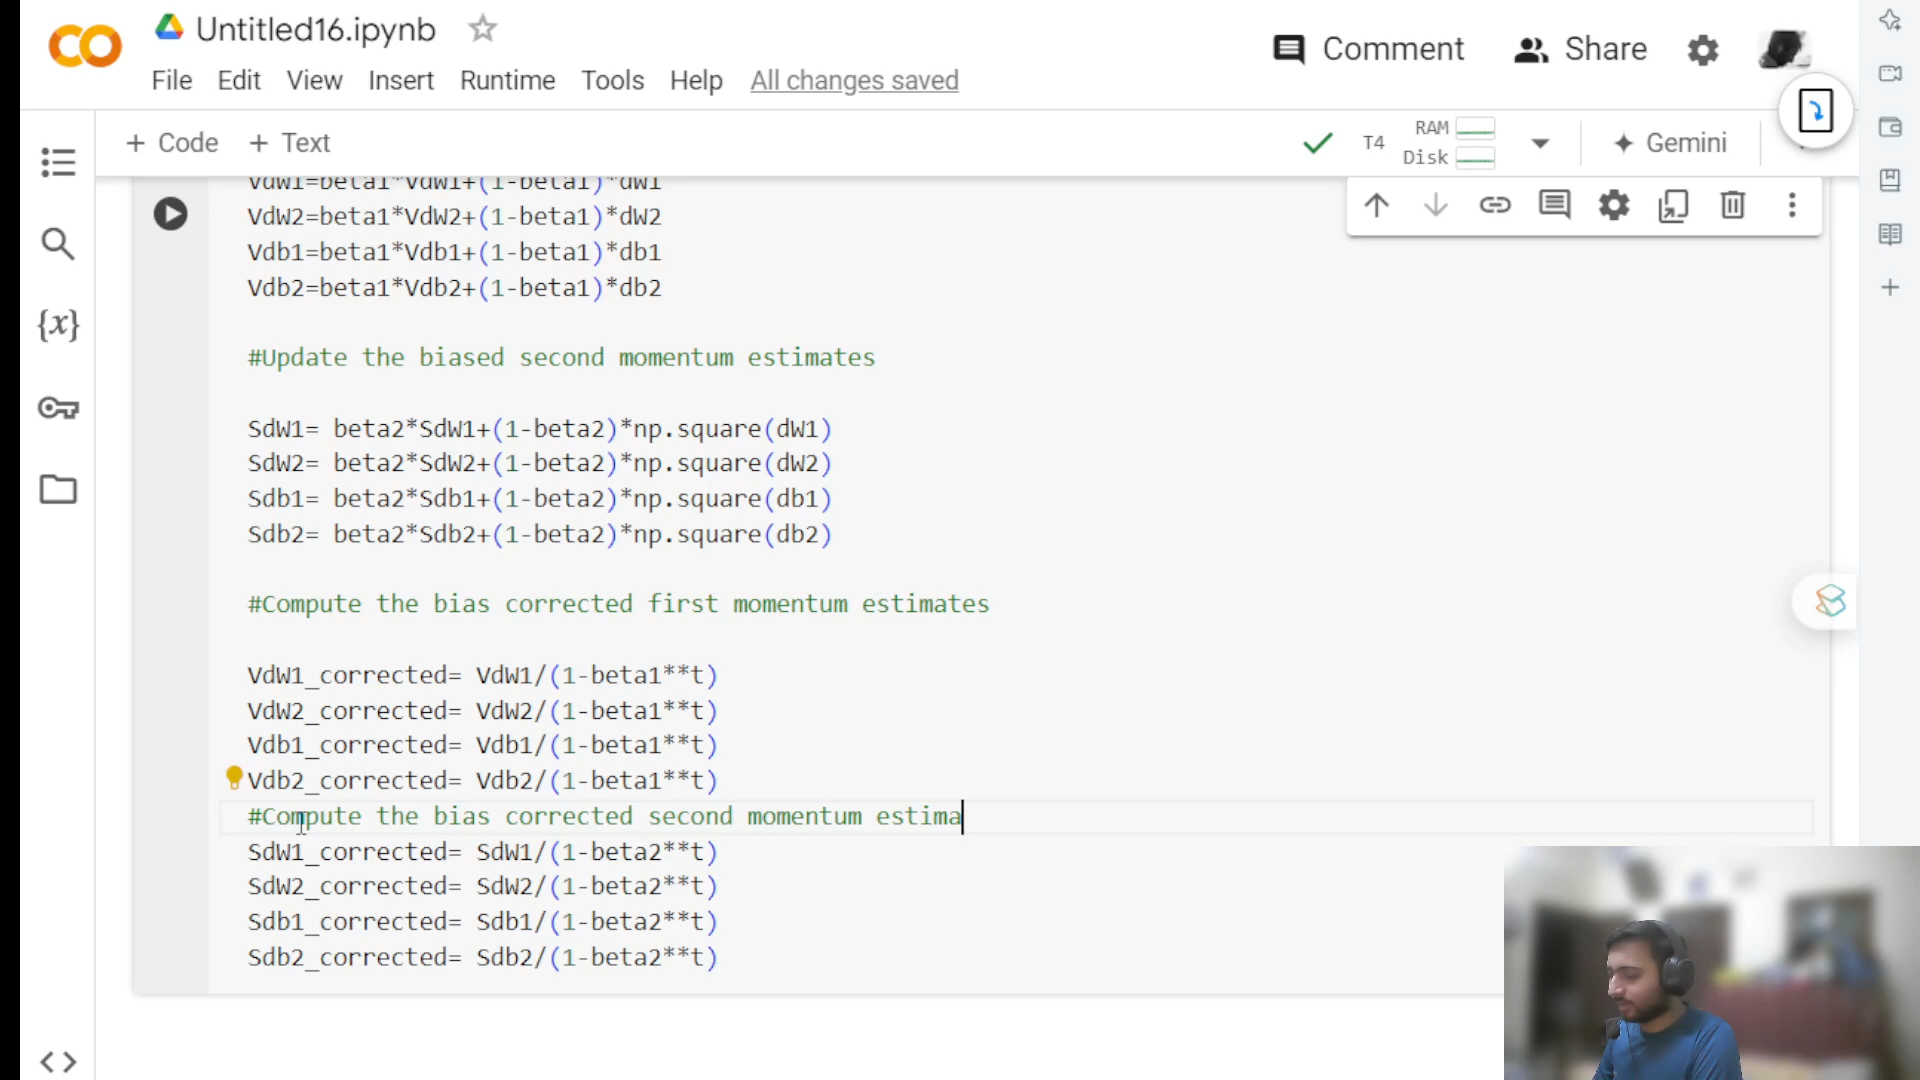 Untitled16.ipynb
Comment
Share
File Edit View Insert Runtime Tools Help All changes saved
+ Code + Text
T4
RAM
Disk
Gemini
VdW1=beta1*VdW1+(1-beta1)*dW1
VdW2=beta1*VdW2+(1-beta1)*dW2
Vdb1=beta1*Vdb1+(1-beta1)*db1
Vdb2=beta1*Vdb2+(1-beta1)*db2
#Update the biased second momentum estimates
SdW1= beta2*SdW1+(1-beta2)*np.square(dW1)
SdW2= beta2*SdW2+(1-beta2)*np.square(dW2)
Sdb1= beta2*Sdb1+(1-beta2)*np.square(db1)
Sdb2= beta2*Sdb2+(1-beta2)*np.square(db2)
#Compute the bias corrected first momentum estimates
VdW1_corrected= VdW1/(1-beta1**t)
VdW2_corrected= VdW2/(1-beta1**t)
Vdb1_corrected= Vdb1/(1-beta1**t)
Vdb2_corrected= Vdb2/(1-beta1**t)
#Compute the bias corrected second momentum estima
SdW1_corrected= SdW1/(1-beta2**t)
SdW2_corrected= SdW2/(1-beta2**t)
Sdb1_corrected= Sdb1/(1-beta2**t)
Sdb2_corrected= Sdb2/(1-beta2**t)